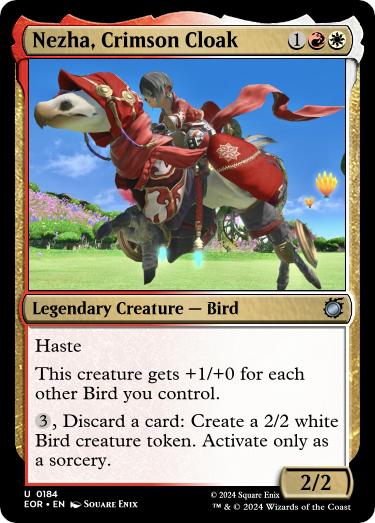 Nezha, Crimson Cloak 1
Legendary Creature — Bird
Haste
This creature gets +1/+0 for each
other Bird you control.
3, Discard a card: Create a 2/2 white
Bird creature token. Activate only as
a sorcery.
2/2
U 0184
EOR • EN SQUARE ENIX
© 2024 Square Enix
™ & © 2024 Wizards of the Coast